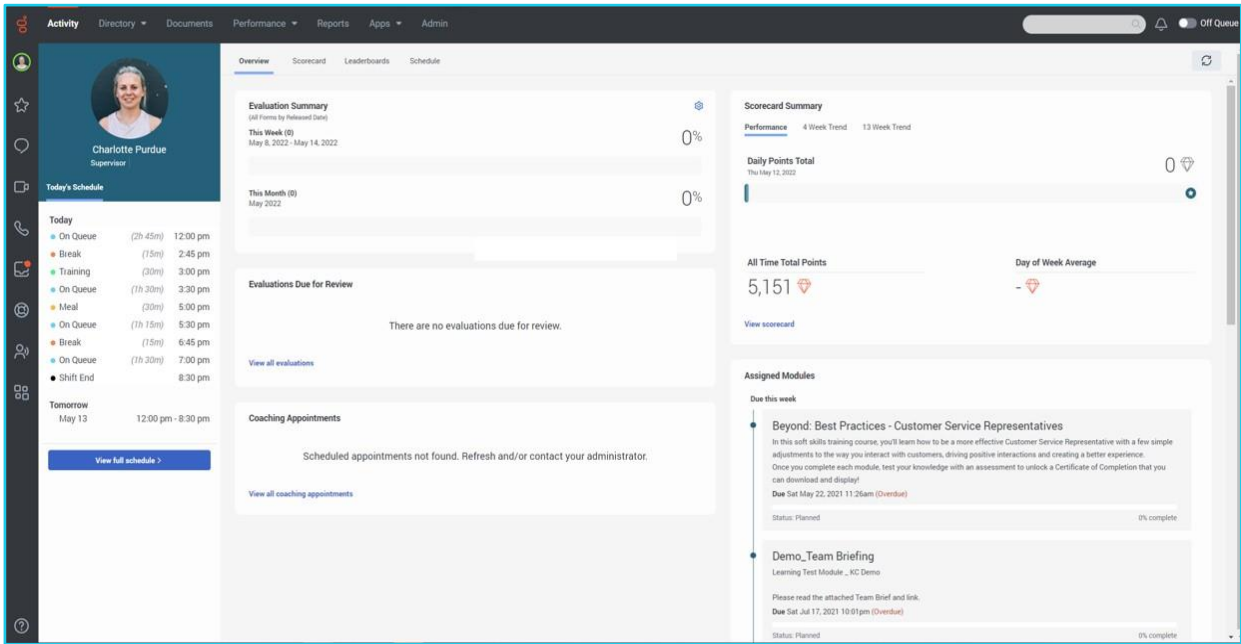 Activity Directory Documents Performance Reports Apps Admin Off Queue
Charlotte Purdue
Supervisor
Today's Schedule
Today
On Queue (2h 45m) 12:00 pm
Break (15m) 2:45 pm
Training (30m) 3:00 pm
On Queue (1h 30m) 3:30 pm
Meal (30m) 5:00 pm
On Queue (1h 15m) 5:30 pm
Break (15m) 6:45 pm
On Queue (1h 30m) 7:00 pm
Shift End 8:30 pm
Tomorrow
May 13 12:00 pm - 8:30 pm
View full schedule >
Overview Scorecard Leaderboards Schedule
Evaluation Summary
(All Forms by Released Date)
This Week (0)
May 8, 2022 - May 14, 2022
0%
This Month (0)
May 2022
0%
Evaluations Due for Review
There are no evaluations due for review.
View all evaluations
Coaching Appointments
Scheduled appointments not found. Refresh and/or contact your administrator.
View all coaching appointments
Scorecard Summary
Performance 4 Week Trend 13 Week Trend
Daily Points Total
Thu May 12, 2022
0
All Time Total Points
5,151
Day of Week Average
-
View scorecard
Assigned Modules
Due this week
Beyond: Best Practices - Customer Service Representatives
In this soft skills training course, you'll learn how to be a more effective Customer Service Representative with a few simple
adjustments to the way you interact with customers, driving positive interactions and creating a better experience.
Once you complete each module, test your knowledge with an assessment to unlock a Certificate of Completion that you
can download and display!
Due Sat May 22, 2021 11:26am (Overdue)
Status: Planned 0% complete
Demo_Team Briefing
Learning Test Module _ KC Demo
Please read the attached Team Brief and link.
Due Sat Jul 17, 2021 10:01pm (Overdue)
Status: Planned 0% complete